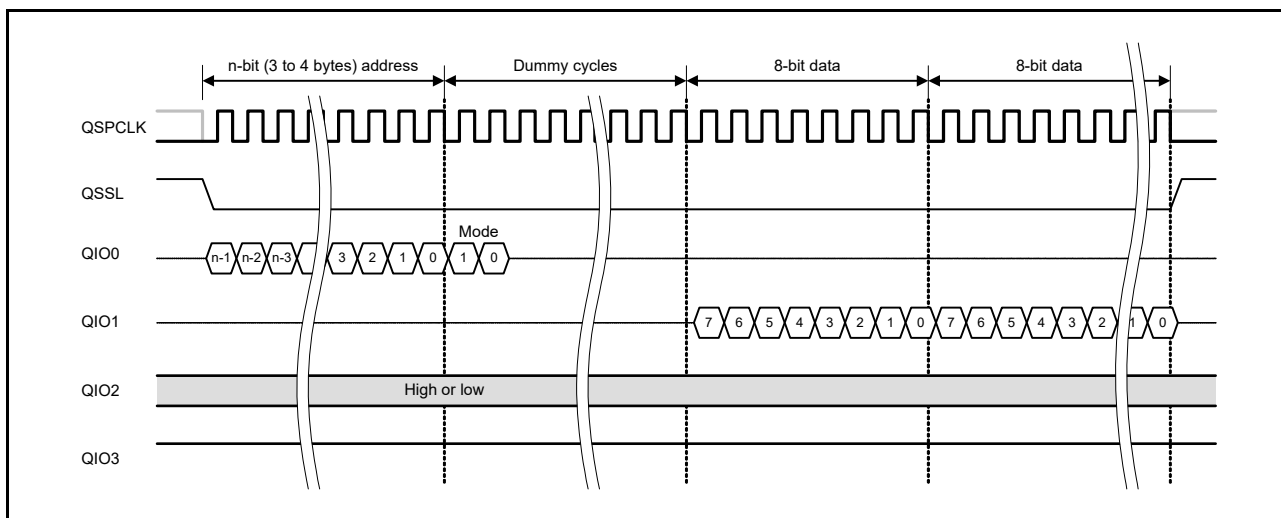 n-bit (3 to 4 bytes) address Dummy cycles 8-bit data 8-bit data
QSPCLK
QSSL
Mode
QIO0 n-1 n-2 n-3 3 2 1 0 1 0
QIO1 7 6 5 4 3 2 1 0 7 6 5 4 3 2 1 0
QIO2 High or low
QIO3